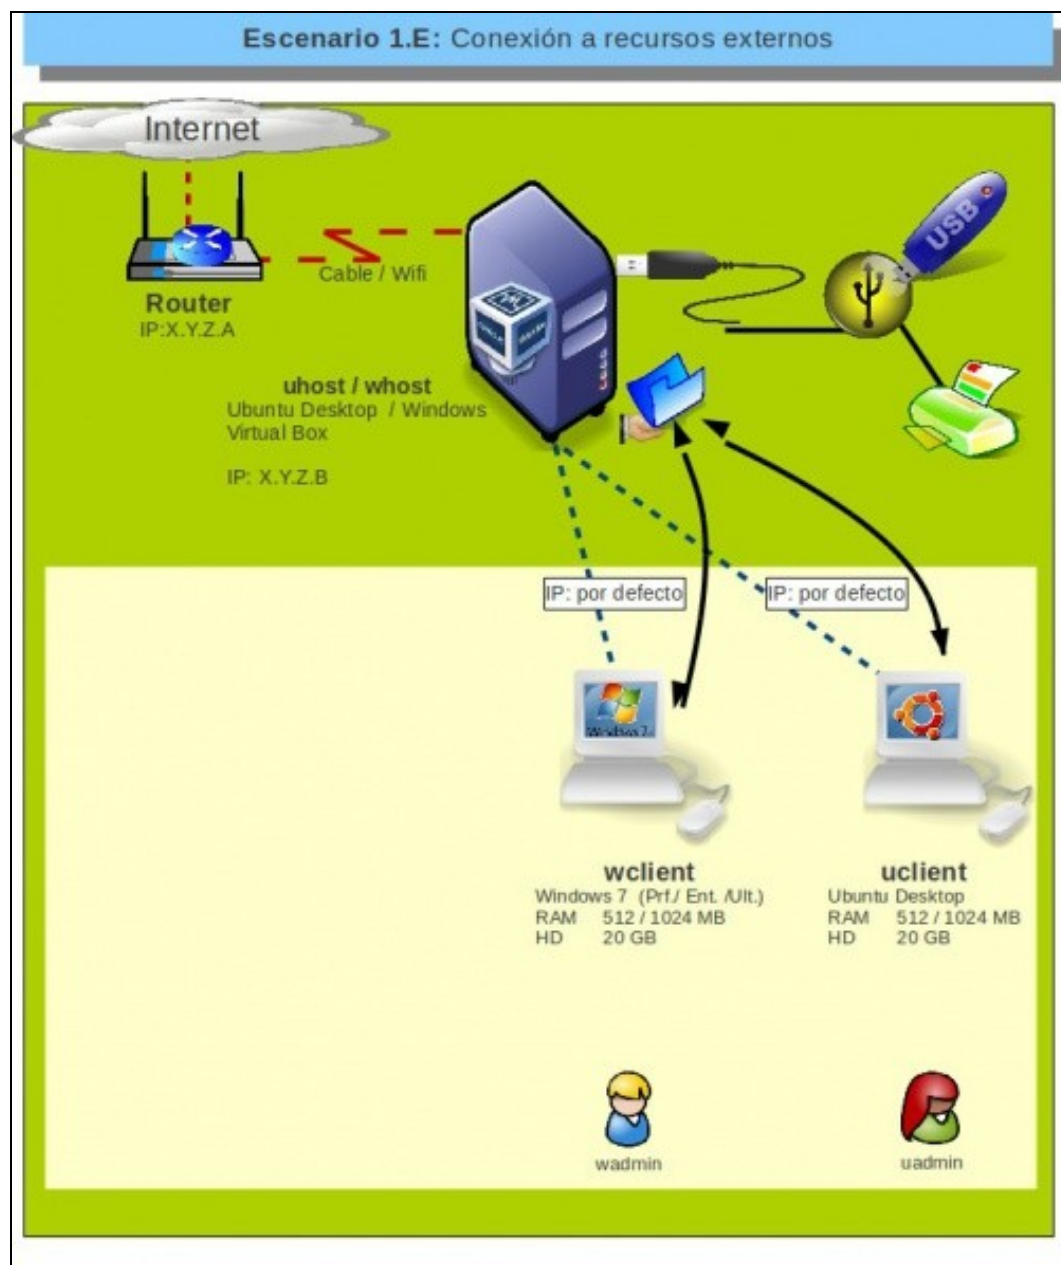 Escenario 1.E: Conexión a recursos externos
Internet
USB
Cable / Wifi
Router
IP:X.Y.Z.A
uhost / whost
Ubuntu Desktop / Windows
Virtual Box
IP: X.Y.Z.B
IP: por defecto
IP: por defecto
Windows 7
wclient
Windows 7 (Prf./ Ent. /Ult.)
RAM 512 / 1024 MB
HD 20 GB
uclient
Ubuntu Desktop
RAM 512 / 1024 MB
HD 20 GB
wadmin
uadmin